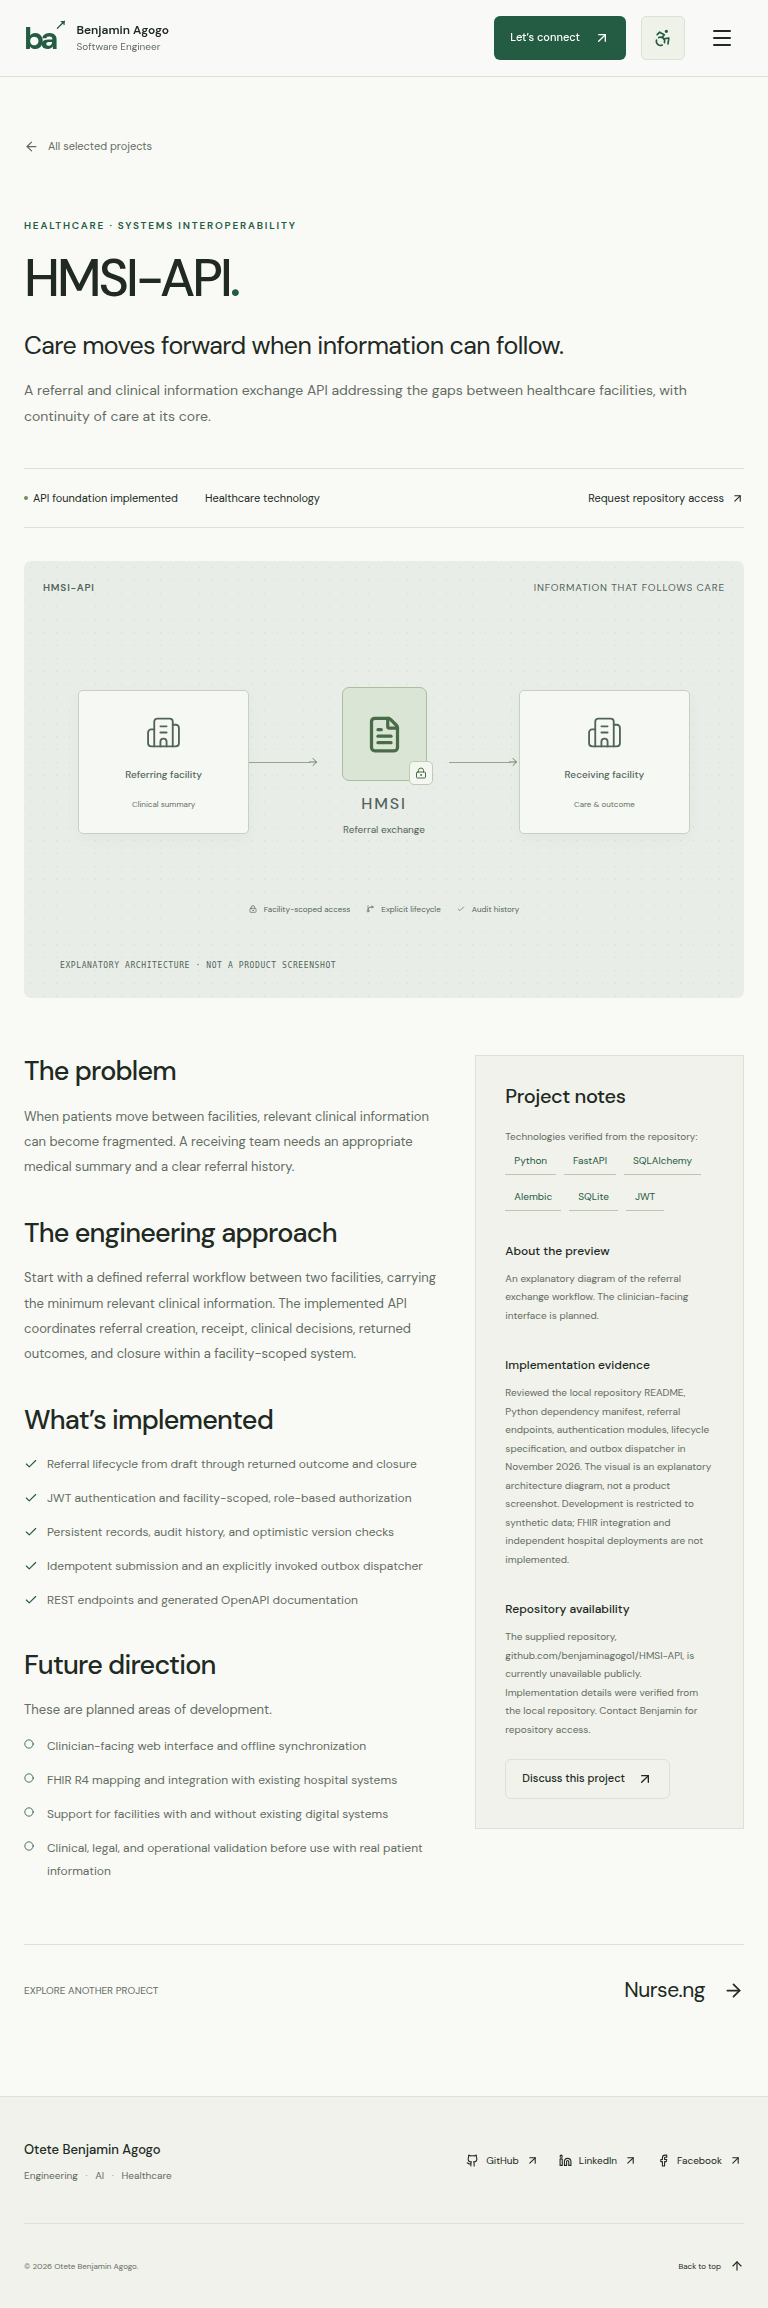 ba
Benjamin Agogo
Software Engineer
Let's connect
All selected projects
HEALTHCARE · SYSTEMS INTEROPERABILITY
HMSI-API.
Care moves forward when information can follow.
A referral and clinical information exchange API addressing the gaps between healthcare facilities, with
continuity of care at its core.
API foundation implemented
Healthcare technology
Request repository access
HMSI-API
INFORMATION THAT FOLLOWS CARE
Referring facility
Clinical summary
HMSI
Referral exchange
Receiving facility
Care & outcome
Facility-scoped access
Explicit lifecycle
Audit history
EXPLANATORY ARCHITECTURE · NOT A PRODUCT SCREENSHOT
The problem
When patients move between facilities, relevant clinical information
can become fragmented. A receiving team needs an appropriate
medical summary and a clear referral history.
The engineering approach
Start with a defined referral workflow between two facilities, carrying
the minimum relevant clinical information. The implemented API
coordinates referral creation, receipt, clinical decisions, returned
outcomes, and closure within a facility-scoped system.
What's implemented
Referral lifecycle from draft through returned outcome and closure
JWT authentication and facility-scoped, role-based authorization
Persistent records, audit history, and optimistic version checks
Idempotent submission and an explicitly invoked outbox dispatcher
REST endpoints and generated OpenAPI documentation
Future direction
These are planned areas of development.
Clinician-facing web interface and offline synchronization
FHIR R4 mapping and integration with existing hospital systems
Support for facilities with and without existing digital systems
Clinical, legal, and operational validation before use with real patient
information
Project notes
Technologies verified from the repository:
Python
FastAPI
SQLAlchemy
Alembic
SQLite
JWT
About the preview
An explanatory diagram of the referral
exchange workflow. The clinician-facing
interface is planned.
Implementation evidence
Reviewed the local repository README,
Python dependency manifest, referral
endpoints, authentication modules, lifecycle
specification, and outbox dispatcher in
November 2026. The visual is an explanatory
architecture diagram, not a product
screenshot. Development is restricted to
synthetic data; FHIR integration and
independent hospital deployments are not
implemented.
Repository availability
The supplied repository,
github.com/benjaminagogo1/HMSI-API, is
currently unavailable publicly.
Implementation details were verified from
the local repository. Contact Benjamin for
repository access.
Discuss this project
EXPLORE ANOTHER PROJECT
Nurse.ng
Otete Benjamin Agogo
Engineering · AI · Healthcare
GitHub
LinkedIn
Facebook
© 2026 Otete Benjamin Agogo.
Back to top